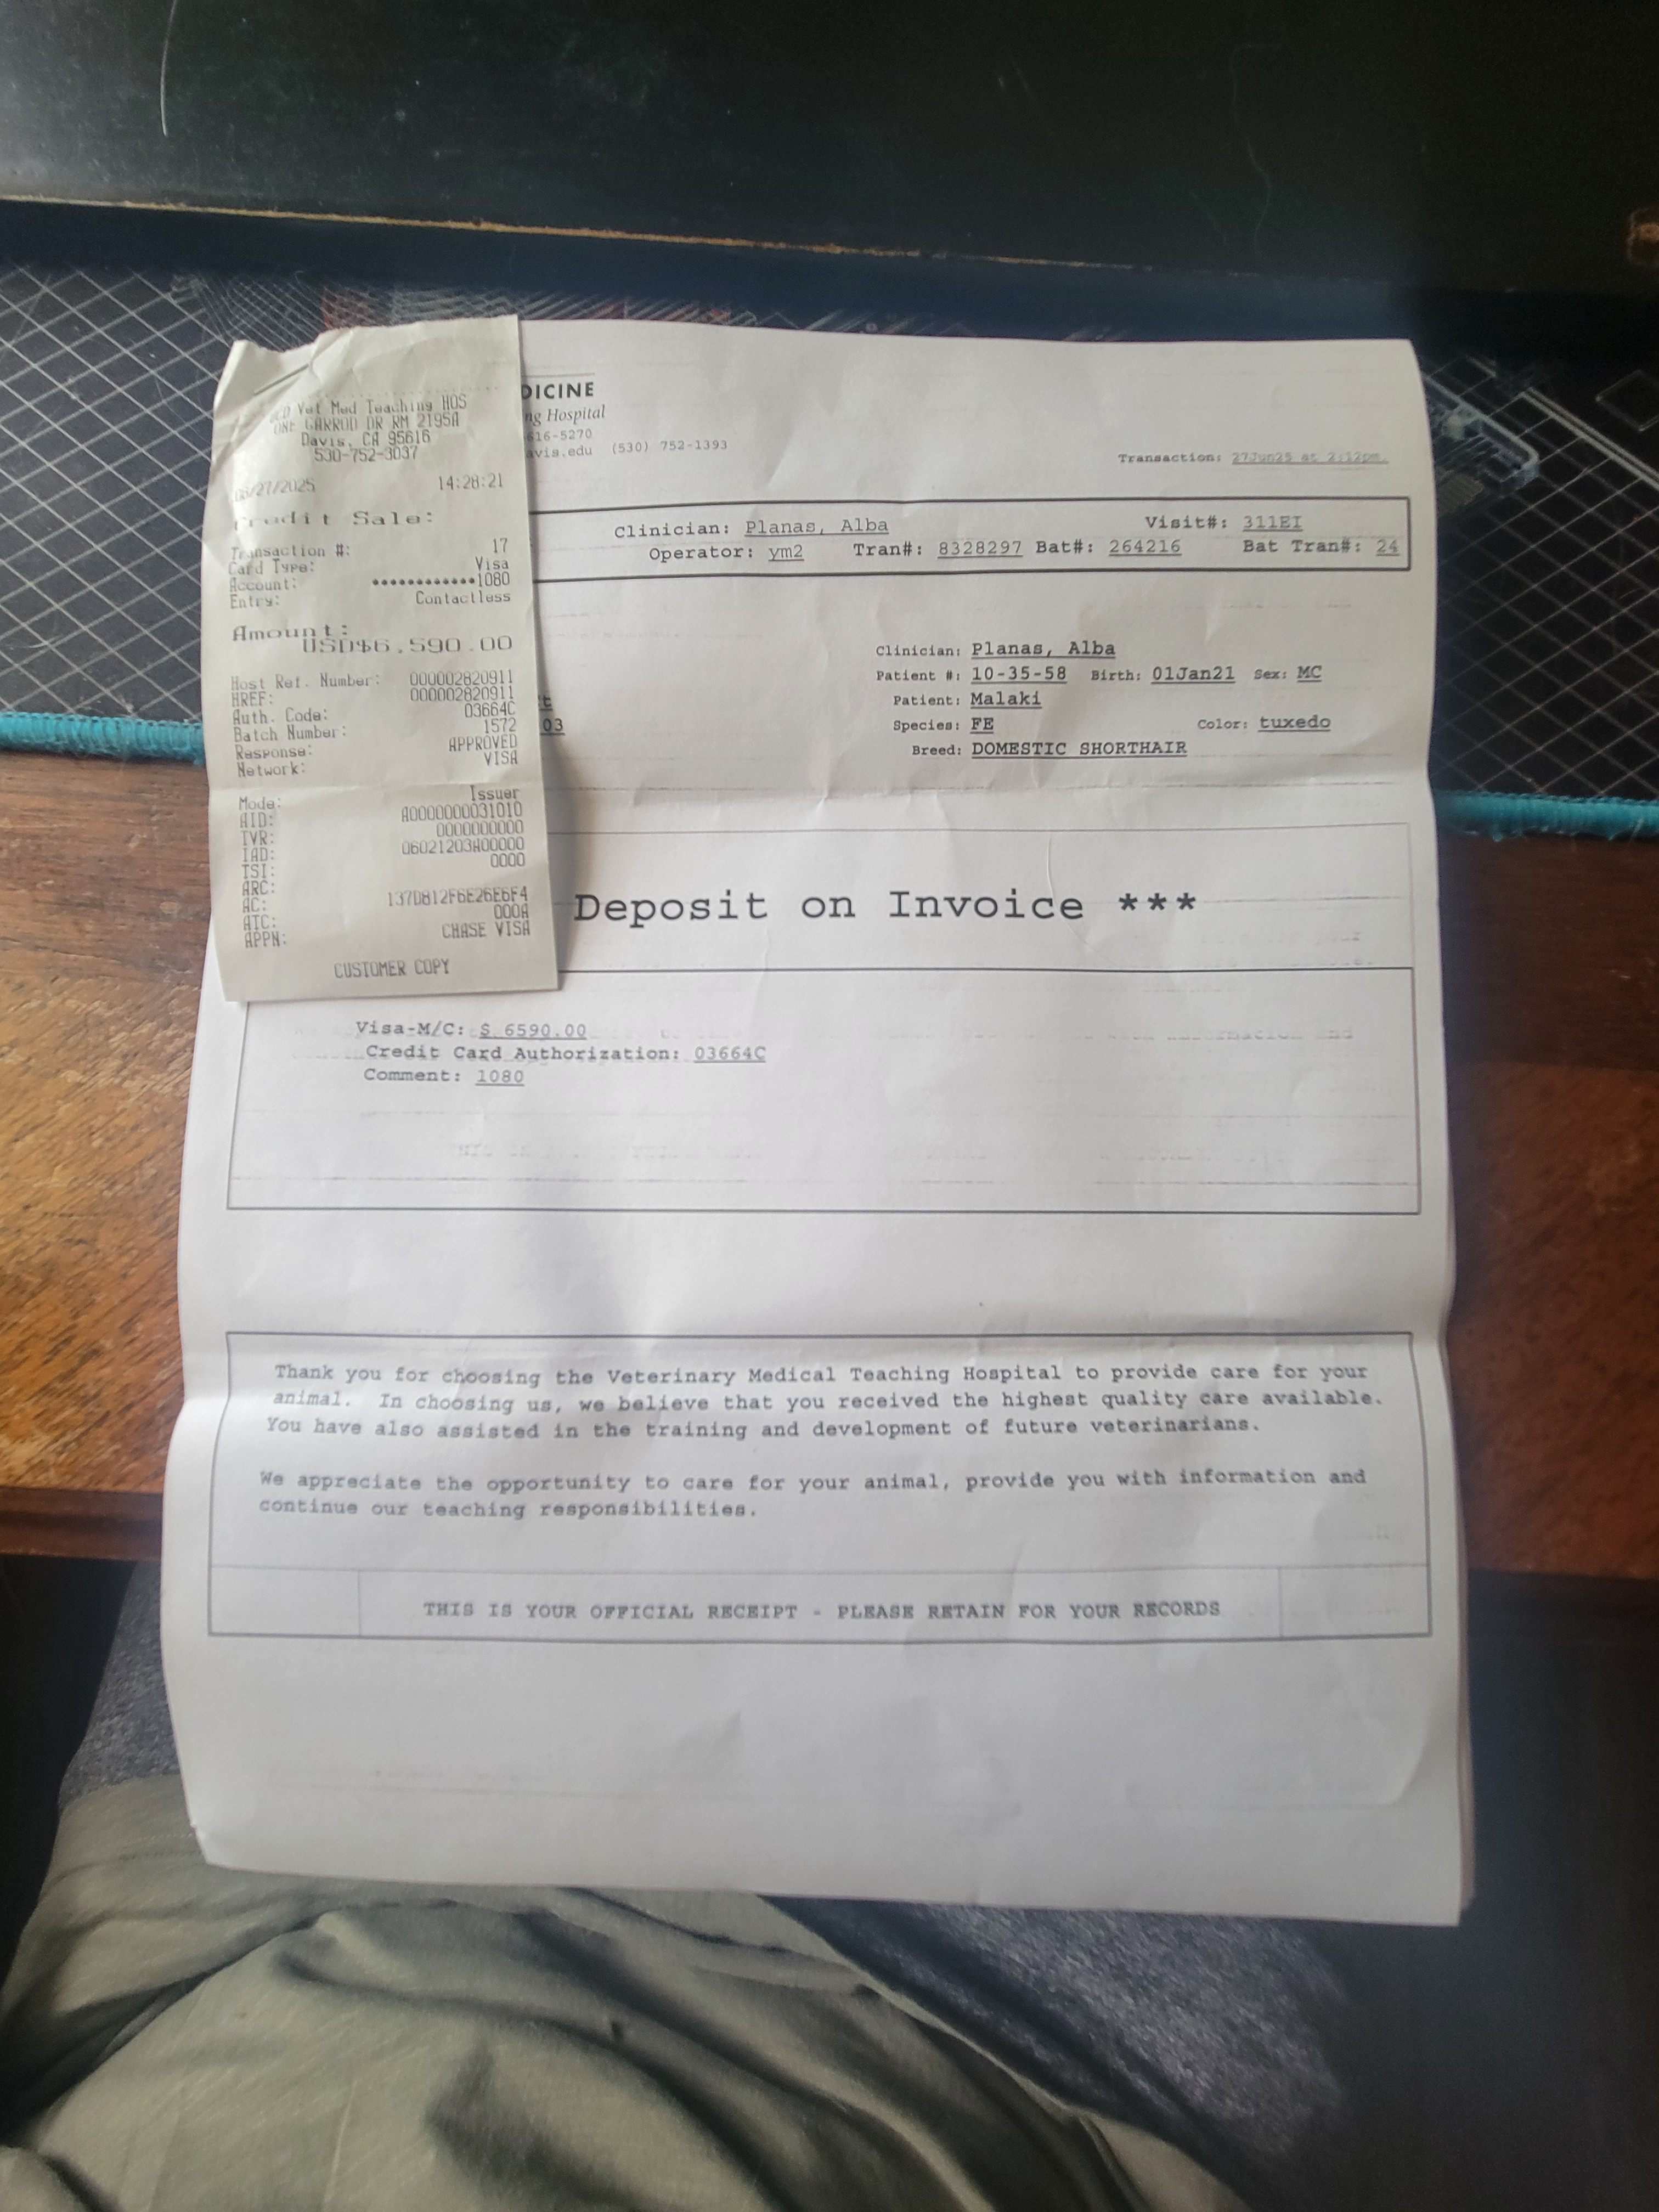 Vet Med Teaching HOS
ONE GARROD DR RM 2195A
Davis, CA 95616
530-752-3037
/27/2025 14:28:21
Credit Sale:
Transaction #: 17
Card Type: Visa
Account: ************1080
Entry: Contactless
Amount:
USD$6,590.00
Host Ref. Number: 000002820911
HREF: 000002820911
Auth. Code: 03664C
Batch Number: 1572
Response: APPROVED
Network: VISA
Mode: Issuer
AID: A0000000031010
TVR: 0000000000
IAD: 06021203A00000
TSI: 0000
ARC:
AC: 137D812F6E26E6F4
ATC: 000A
APPN: CHASE VISA
CUSTOMER COPY
DICINE
ng Hospital
616-5270
avis.edu (530) 752-1393
Transaction: 27Jun25 at 2:12pm.
Clinician: Planas, Alba Visit#: 311EI
Operator: ym2 Tran#: 8328297 Bat#: 264216 Bat Tran#: 24
Clinician: Planas, Alba
Patient #: 10-35-58 Birth: 01Jan21 Sex: MC
t Patient: Malaki
03 Species: FE Color: tuxedo
Breed: DOMESTIC SHORTHAIR
Deposit on Invoice ***
Visa-M/C: $ 6590.00
Credit Card Authorization: 03664C
Comment: 1080
Thank you for choosing the Veterinary Medical Teaching Hospital to provide care for your
animal. In choosing us, we believe that you received the highest quality care available.
You have also assisted in the training and development of future veterinarians.
We appreciate the opportunity to care for your animal, provide you with information and
continue our teaching responsibilities.
THIS IS YOUR OFFICIAL RECEIPT - PLEASE RETAIN FOR YOUR RECORDS